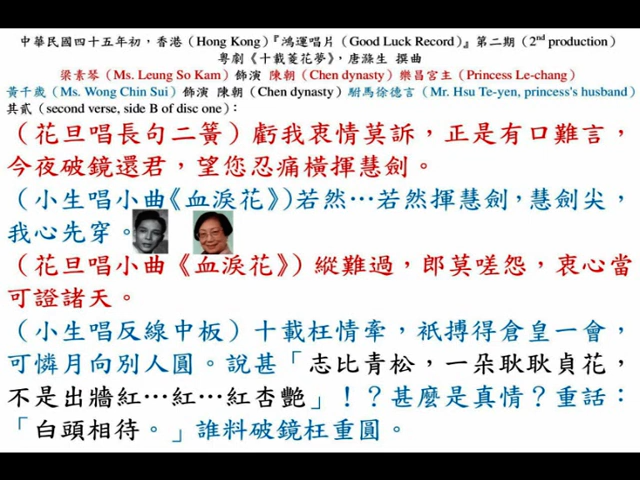 中華民國四十五年初，香港（Hong Kong）『鴻運唱片（Good Luck Record）』第二期（2nd production）
粵劇《十載菱花夢》，唐滌生 撰曲
梁素琴（Ms. Leung So Kam）飾演 陳朝（Chen dynasty）樂昌宮主（Princess Le-chang）
黃千歲（Ms. Wong Chin Sui）飾演 陳朝（Chen dynasty）駙馬徐德言（Mr. Hsu Te-yen, princess's husband）
其貳（second verse, side B of disc one）：
（花旦唱長句二簧）虧我衷情莫訴，正是有口難言，
今夜破鏡還君，望您忍痛橫揮慧劍。
（小生唱小曲《血淚花》）若然…若然揮慧劍，慧劍尖，
我心先穿。
（花旦唱小曲《血淚花》）縱難過，郎莫嗟怨，衷心當
可證諸天。
（小生唱反線中板）十載枉情牽，祇搏得倉皇一會，
可憐月向別人圓。說甚「志比青松，一朵耿耿貞花，
不是出牆紅…紅…紅杏艷」！？甚麼是真情？重話：
「白頭相待。」誰料破鏡枉重圓。